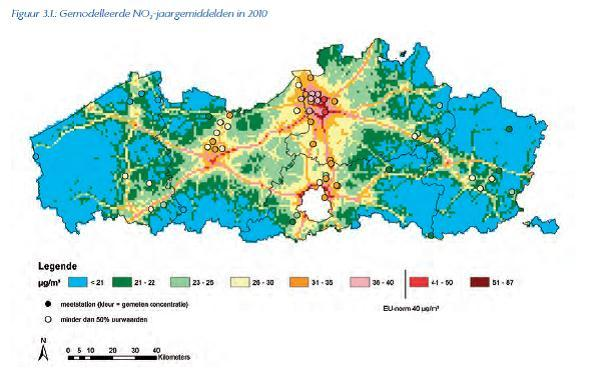 Figuur 3.1.: Gemodelleerde NO₂-jaargemiddelden in 2010
Legende
µg/m³ < 21 21 - 22 23 - 25 26 - 30 31 - 35 36 - 40 41 - 50 51 - 87
meetstation (kleur = gemeten concentratie)
EU-norm 40 µg/m³
minder dan 50% uurwaarden
N
0 5 10 20 30 40 Kilometers